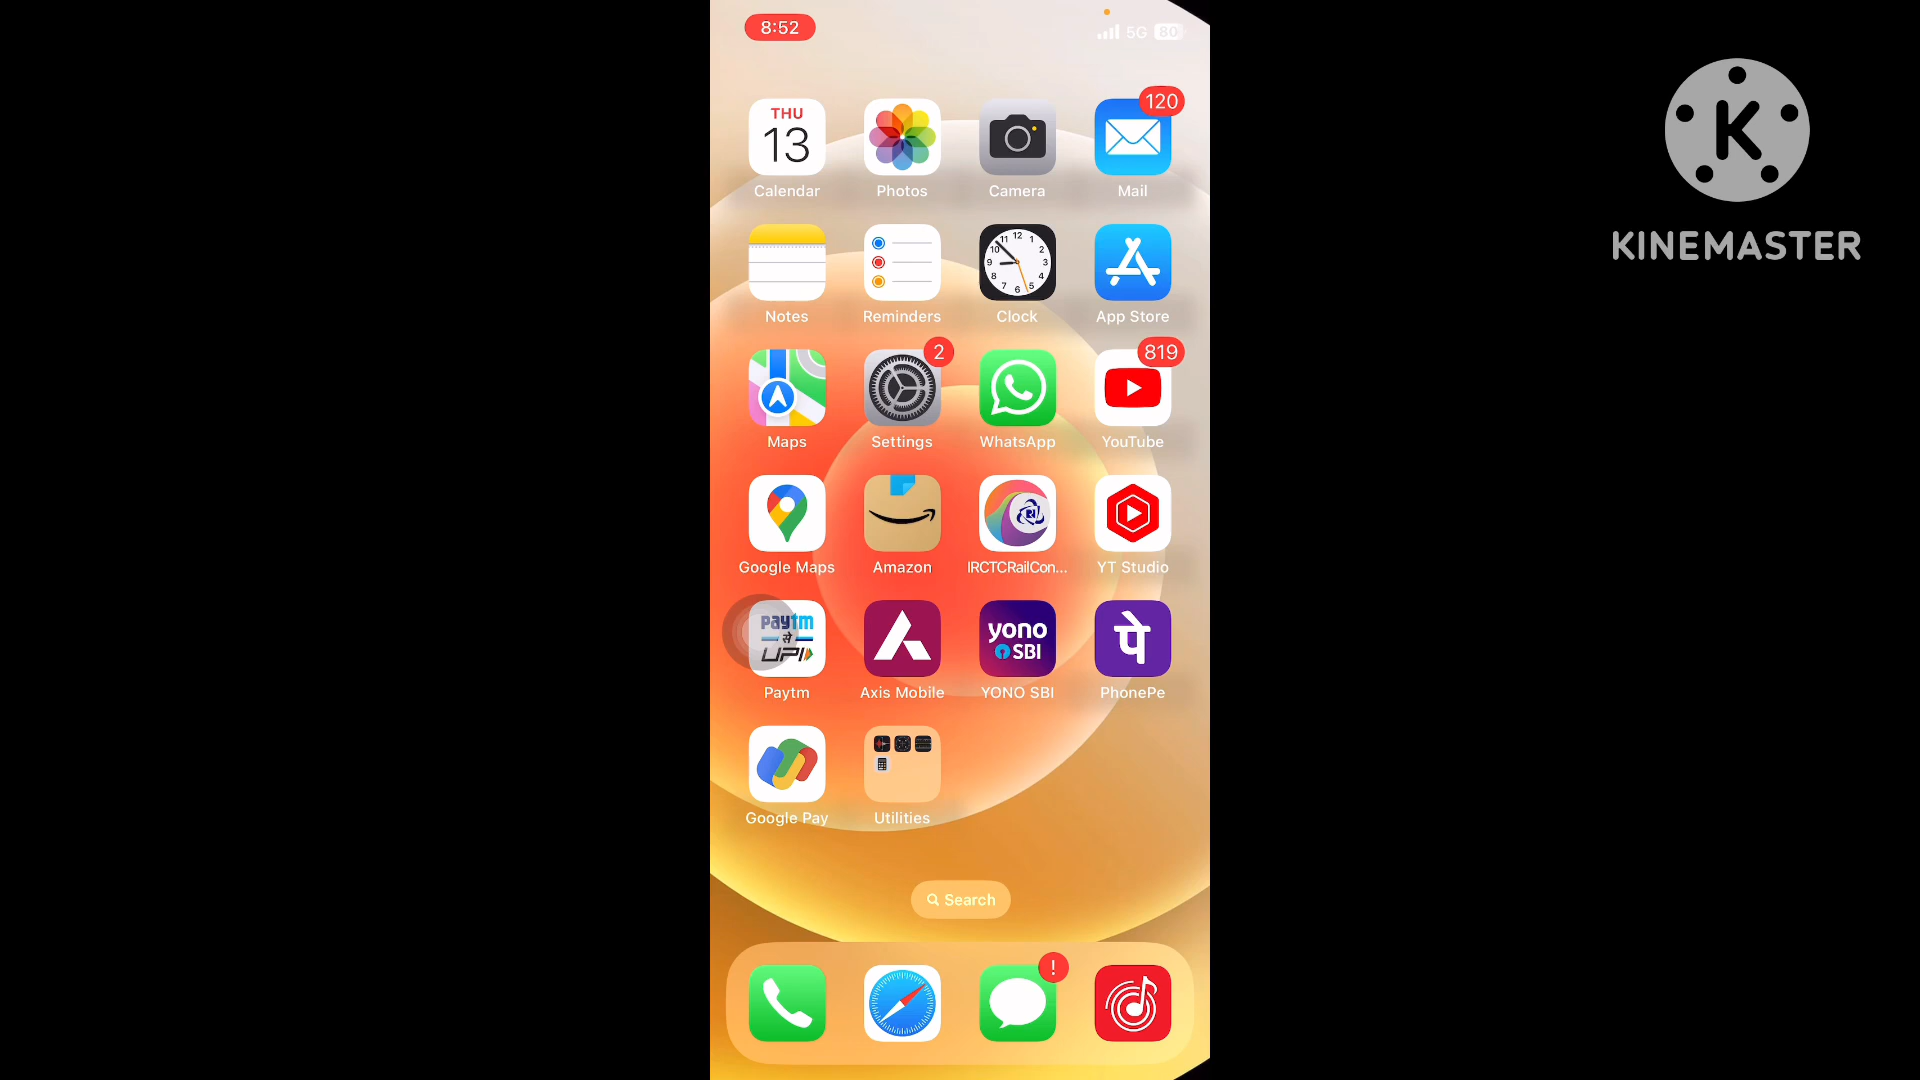 8:52
5G 80
KINEMASTER
120
THU
13
Calendar Photos Camera Mail
Notes Reminders Clock App Store
2
819
Maps Settings WhatsApp YouTube
Google Maps Amazon IRCTCRailCon... YT Studio
paytm
से
UPI
yono
SBI
पे
Paytm Axis Mobile YONO SBI PhonePe
Google Pay Utilities
Search
!